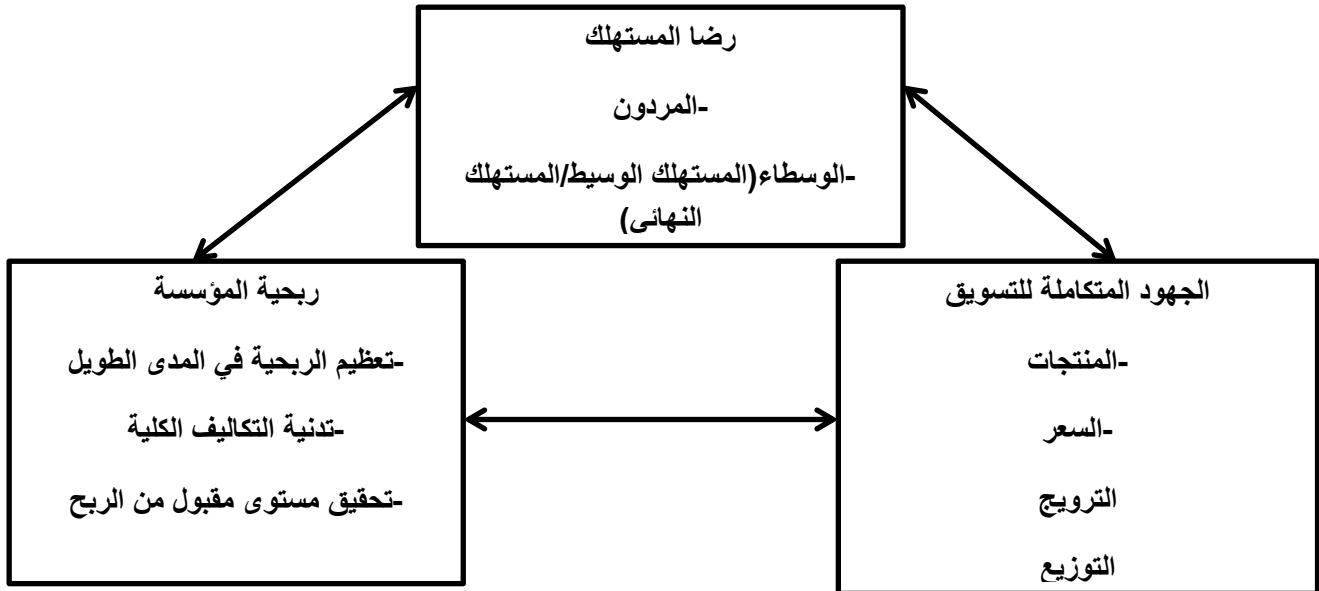 رضا المستهلك
-المردون
-الوسطاء(المستهلك الوسيط/المستهلك
النهائى)
الجهود المتكاملة للتسويق
-المنتجات
-السعر
الترويج
التوزيع
ربحية المؤسسة
-تعظيم الربحية في المدى الطويل
-تدنية التكاليف الكلية
-تحقيق مستوى مقبول من الربح